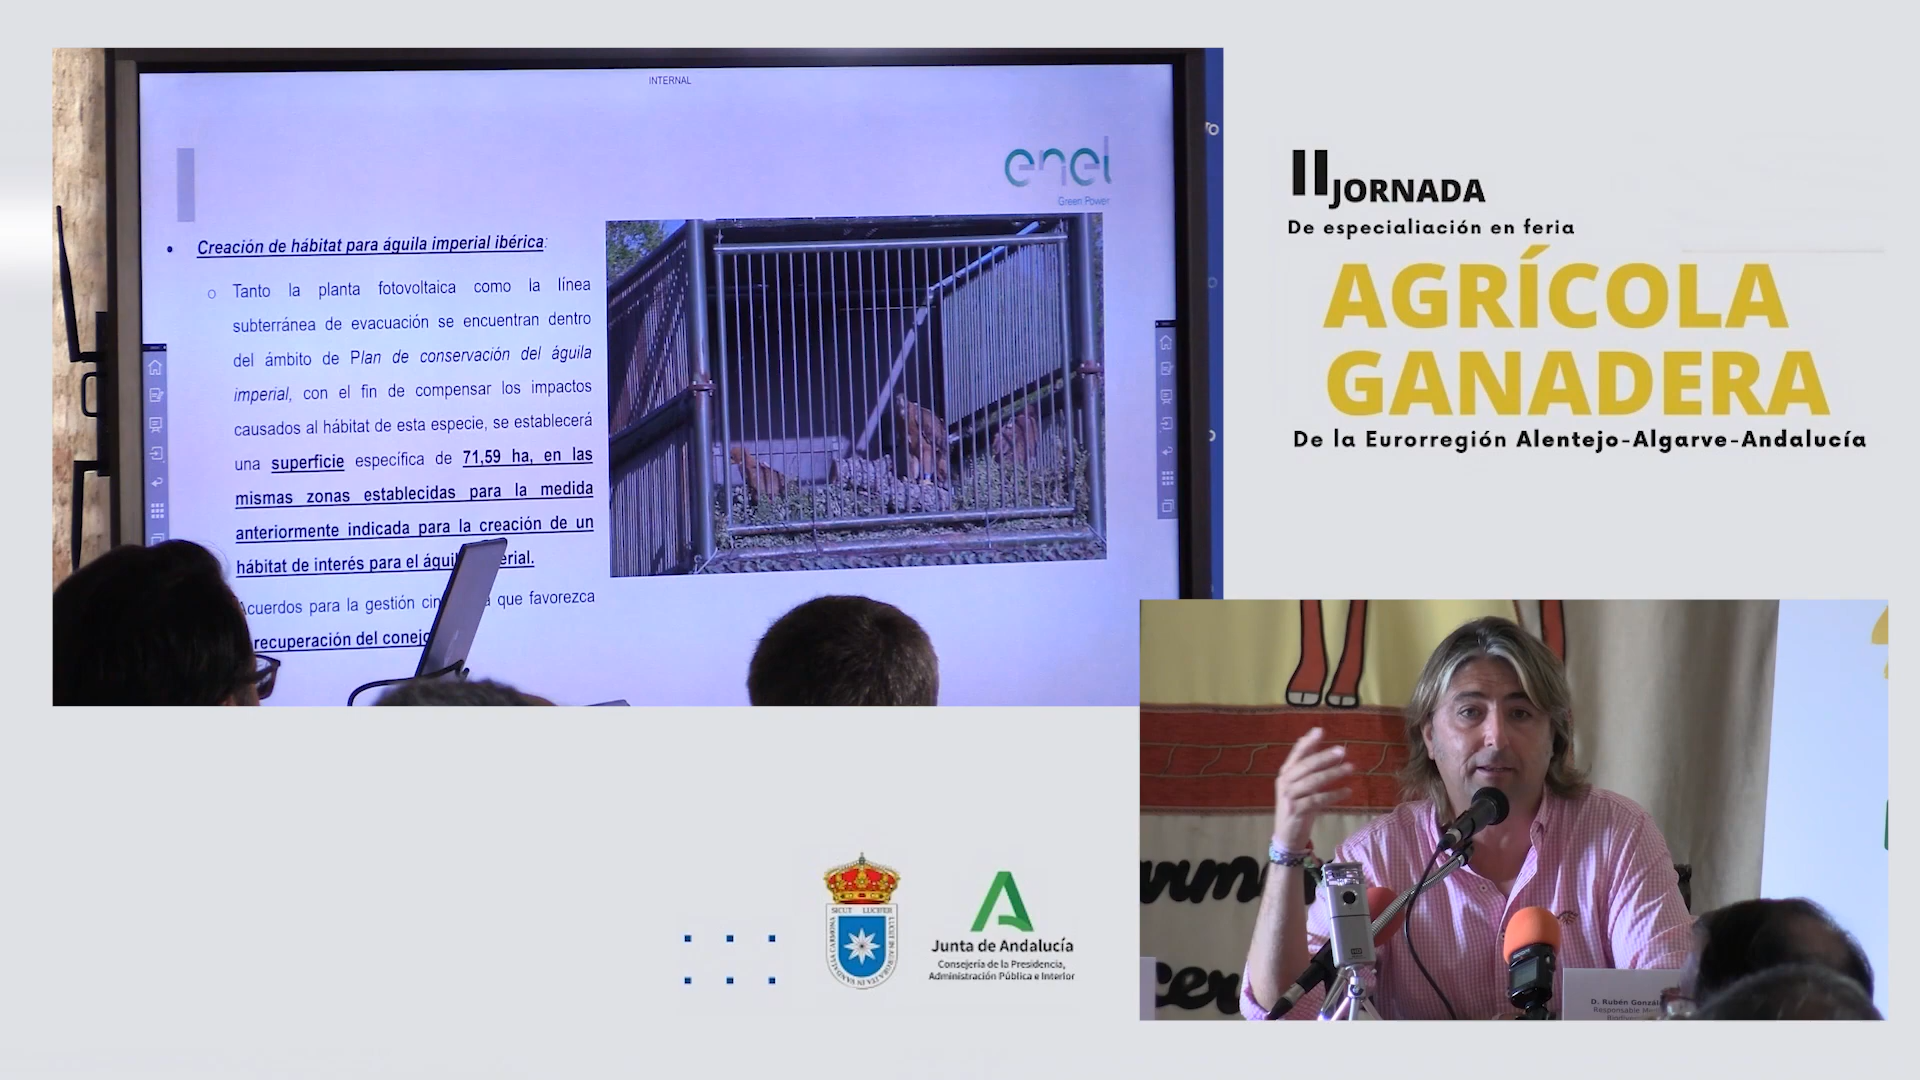 INTERNAL
enel
Green Power
• Creación de hábitat para águila imperial ibérica:
o Tanto la planta fotovoltaica como la línea
subterránea de evacuación se encuentran dentro
del ámbito de Plan de conservación del águila
imperial, con el fin de compensar los impactos
causados al hábitat de esta especie, se establecerá
una superficie específica de 71,59 ha, en las
mismas zonas establecidas para la medida
anteriormente indicada para la creación de un
hábitat de interés para el
Acuerdos para la gestión que favorezca
recuperación del conejo
II JORNADA
De especialiación en feria
AGRÍCOLA
GANADERA
De la Eurorregión Alentejo-Algarve-Andalucía
SICUT LUCIFER
Junta de Andalucía
Consejería de la Presidencia,
Administración Pública e Interior
D. Rubén
Responsable